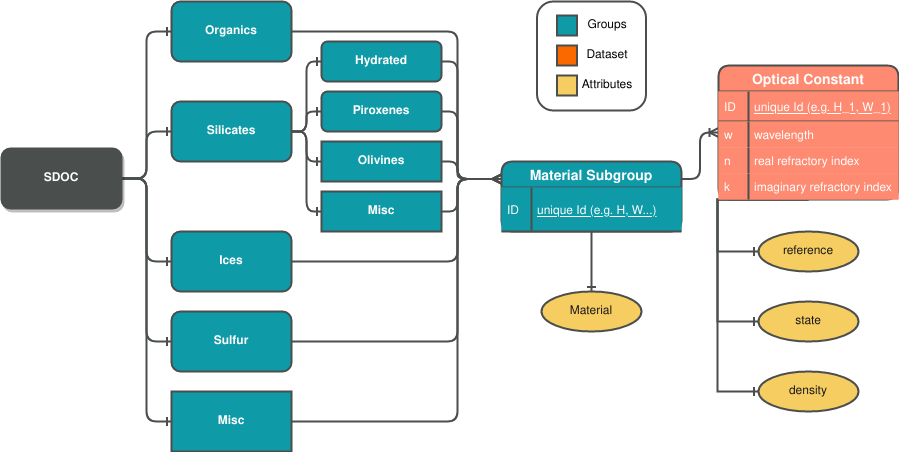 SDOC
Organics
Silicates
Hydrated
Piroxenes
Olivines
Misc
Ices
Sulfur
Misc
Groups
Dataset
Attributes
Material Subgroup
ID unique Id (e.g. H, W...)
Material
Optical Constant
ID unique Id (e.g. H_1, W_1)
w wavelength
n real refractory index
k imaginary refractory index
reference
state
density